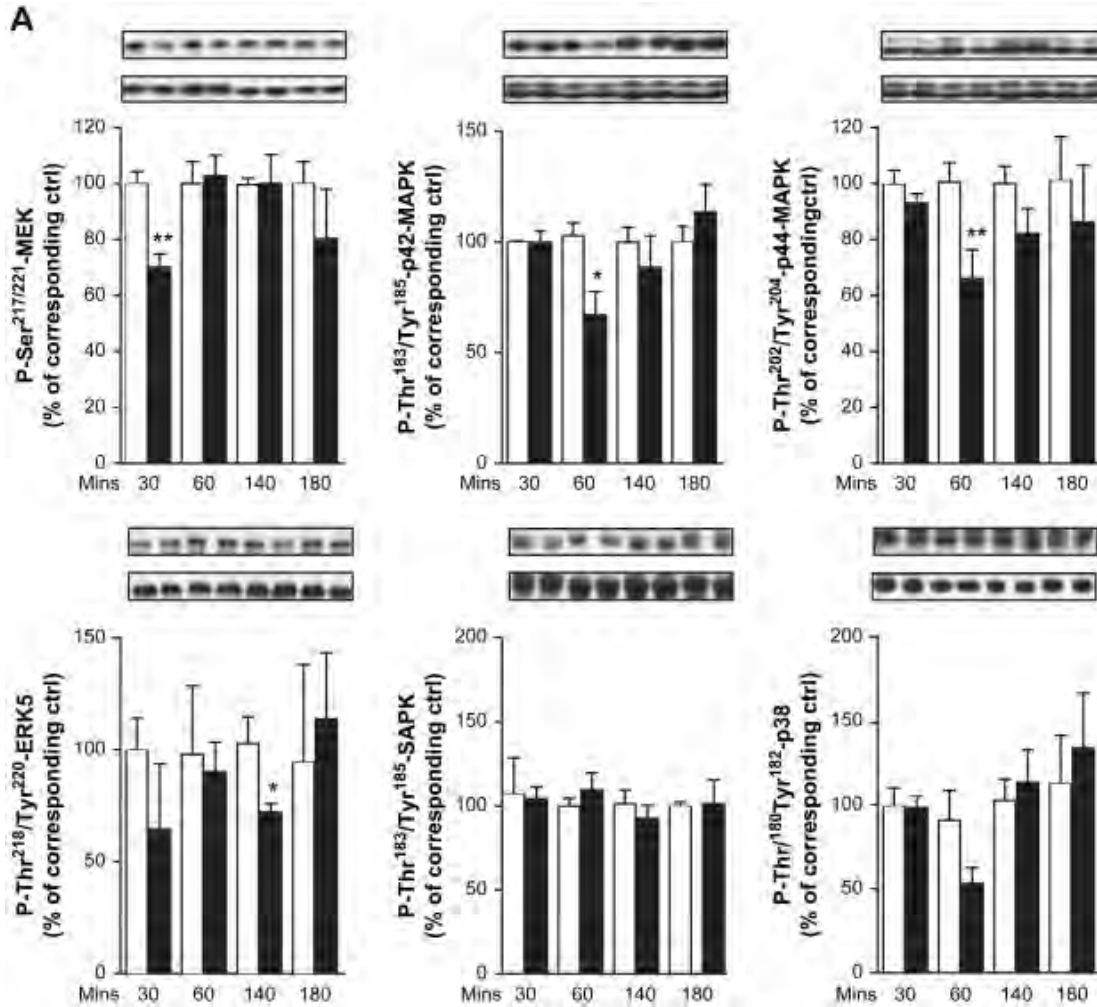 A
P-Ser217/221-MEK
(% of corresponding ctrl)
120
100
80
60
40
20
0
**
Mins 30 60 140 180
P-Thr183/Tyr185-p42-MAPK
(% of corresponding ctrl)
150
100
50
0
*
Mins 30 60 140 180
P-Thr202/Tyr204-p44-MAPK
(% of correspondingctrl)
120
100
80
60
40
20
0
**
Mins 30 60 140 180
P-Thr218/Tyr220-ERK5
(% of corresponding ctrl)
150
100
50
0
*
Mins 30 60 140 180
P-Thr183/Tyr185-SAPK
(% of corresponding ctrl)
200
150
100
50
0
Mins 30 60 140 180
P-Thr/180Tyr182-p38
(% of corresponding ctrl)
200
150
100
50
0
Mins 30 60 140 180